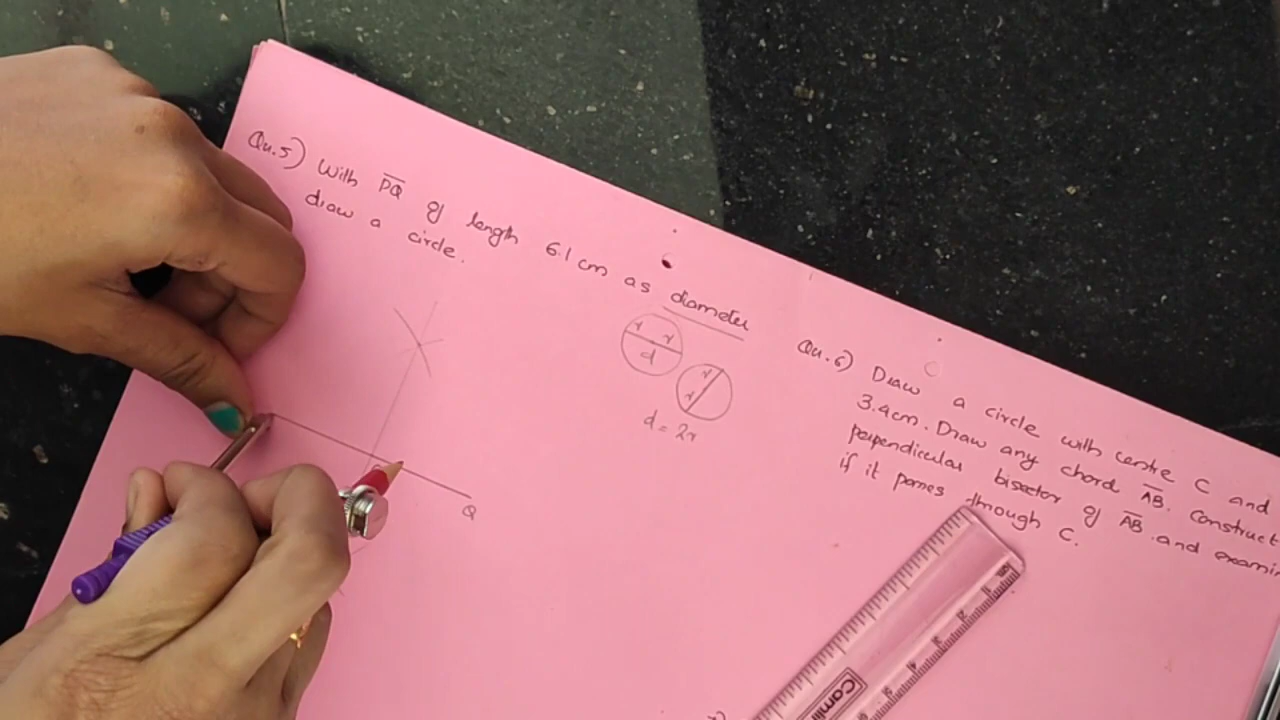 Qu.5) With PQ of length 6.1 cm as diameter
draw a circle.
r r
d
r
r
d = 2r
Q
Qu.6) Draw a circle with centre C and
3.4cm. Draw any chord AB. Construct
perpendicular bisector of AB and exami
if it passes through C.
Camlin